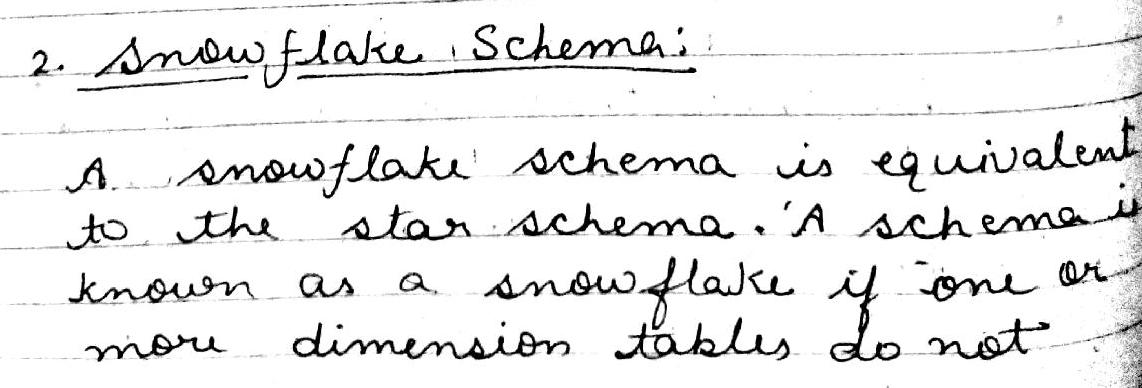 2. Snowflake Schema:
A snowflake schema is equivalent
to the star schema. A schema is
known as a snowflake if one or
more dimension tables do not